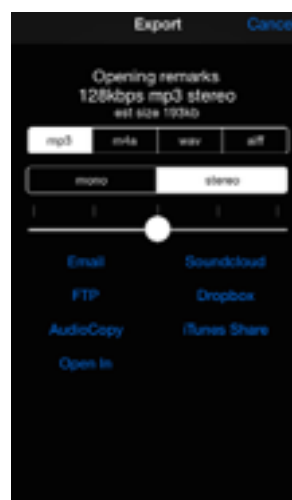 Export Cancel
Opening remarks
128kbps mp3 stereo
est size 193kb
mp3 m4a wav aiff
mono stereo
Email Soundcloud
FTP Dropbox
AudioCopy iTunes Share
Open In